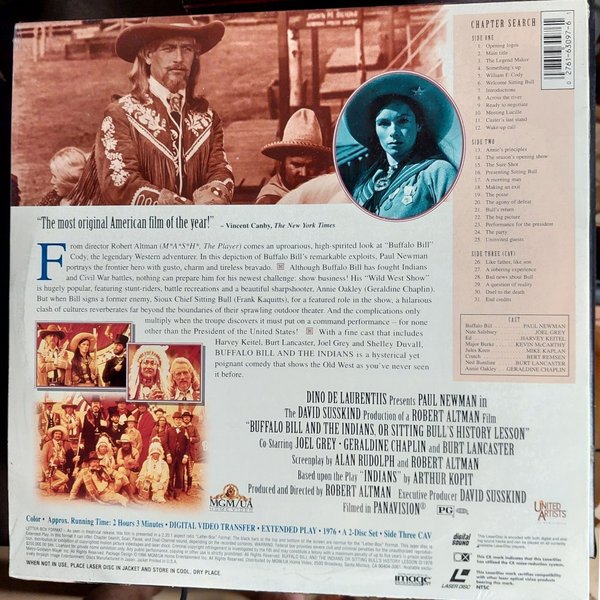 CHAPTER SEARCH
SIDE ONE
1. Opening logos
2. Main title
3. The Legend Maker
4. Something's up
5. William F. Cody
6. Welcome Sitting Bull
7. Introductions
8. Across the river
9. Ready to negotiate
10. Meeting Lucille
11. Custer's last stand
12. Wake-up call
SIDE TWO
13. Annie's principles
14. The season's opening show
15. The Sure Shot
16. Presenting Sitting Bull
17. A morning man
18. Making an exit
19. The posse
20. The agony of defeat
21. Bull's return
22. The big picture
23. Performance for the president
24. The party
25. Uninvited guests
SIDE THREE (CAV)
26. Like father, like son
27. A sobering experience
28. Bad news about Bull
29. A question of reality
30. Duel to the death
31. End credits
CAST
Buffalo Bill PAUL NEWMAN
Nate Salsbury JOEL GREY
Ed HARVEY KEITEL
Major Burke KEVIN McCARTHY
Jules Keen MIKE KAPLAN
Crutch BERT REMSEN
Ned Buntline BURT LANCASTER
Annie Oakley GERALDINE CHAPLIN
0 27616 63097 6
"The most original American film of the year!" – Vincent Canby, The New York Times
From director Robert Altman (M*A*S*H*, The Player) comes an uproarious, high-spirited look at "Buffalo Bill"
Cody, the legendary Western adventurer. In this depiction of Buffalo Bill's remarkable exploits, Paul Newman
portrays the frontier hero with gusto, charm and tireless bravado. Although Buffalo Bill has fought Indians
and Civil War battles, nothing can prepare him for his newest challenge: show business! His "Wild West Show"
is hugely popular, featuring stunt-riders, battle recreations and a beautiful sharpshooter, Annie Oakley (Geraldine Chaplin).
But when Bill signs a former enemy, Sioux Chief Sitting Bull (Frank Kaquitts), for a featured role in the show, a hilarious
clash of cultures reverberates far beyond the boundaries of their sprawling outdoor theater. And the complications only
multiply when the troupe discovers it must put on a command performance – for none
other than the President of the United States! With a fine cast that includes
Harvey Keitel, Burt Lancaster, Joel Grey and Shelley Duvall,
BUFFALO BILL AND THE INDIANS is a hysterical yet
poignant comedy that shows the Old West as you've never seen
it before.
DINO DE LAURENTIIS Presents PAUL NEWMAN in
The DAVID SUSSKIND Production of a ROBERT ALTMAN Film
"BUFFALO BILL AND THE INDIANS, OR SITTING BULL'S HISTORY LESSON"
Co-Starring JOEL GREY · GERALDINE CHAPLIN and BURT LANCASTER
Screenplay by ALAN RUDOLPH and ROBERT ALTMAN
Based upon the Play "INDIANS" by ARTHUR KOPIT
Produced and Directed by ROBERT ALTMAN Executive Producer DAVID SUSSKIND
Filmed in PANAVISION® PG
MGM/UA
UNITED
ARTISTS
Color • Approx. Running Time: 2 Hours 3 Minutes • DIGITAL VIDEO TRANSFER • EXTENDED PLAY • 1976 • A 2-Disc Set • Side Three CAV
WHEN NOT IN USE, PLACE LASER DISC IN JACKET AND STORE IN COOL, DRY PLACE.
image
DIGITAL
SOUND
CX
LASER DISC
NTSC